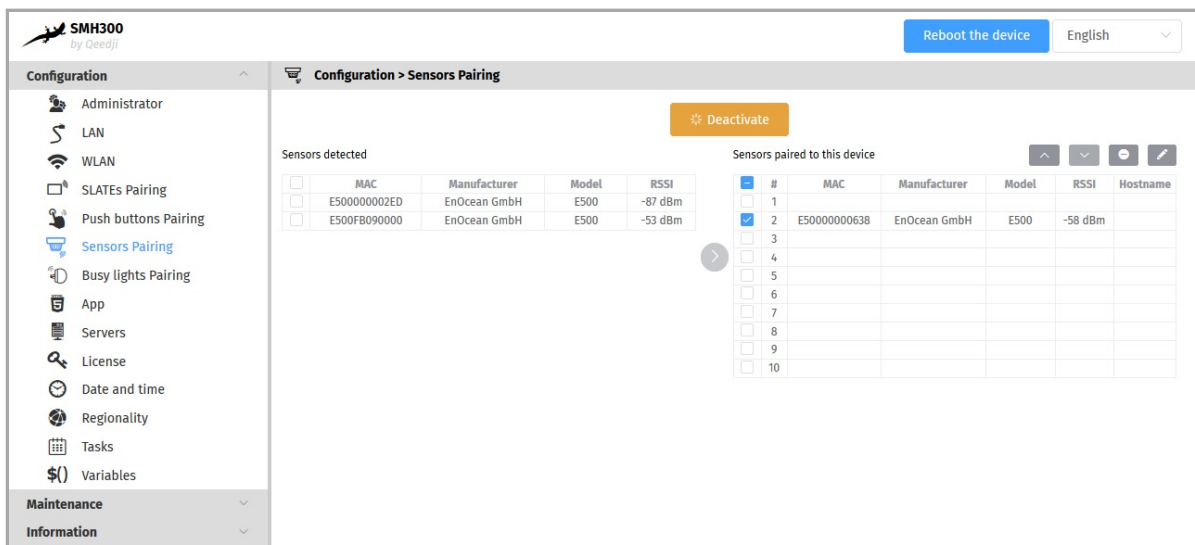 SMH300
by Qeedji
Reboot the device
English
Configuration
Configuration > Sensors Pairing
Administrator
LAN
WLAN
SLATEs Pairing
Push buttons Pairing
Sensors Pairing
Busy lights Pairing
App
Servers
License
Date and time
Regionality
Tasks
$() Variables
Maintenance
Information
Deactivate
Sensors detected
MAC Manufacturer Model RSSI
E500000002ED EnOcean GmbH E500 -87 dBm
E500FB090000 EnOcean GmbH E500 -53 dBm
Sensors paired to this device
# MAC Manufacturer Model RSSI Hostname
1
2 E50000000638 EnOcean GmbH E500 -58 dBm
3
4
5
6
7
8
9
10